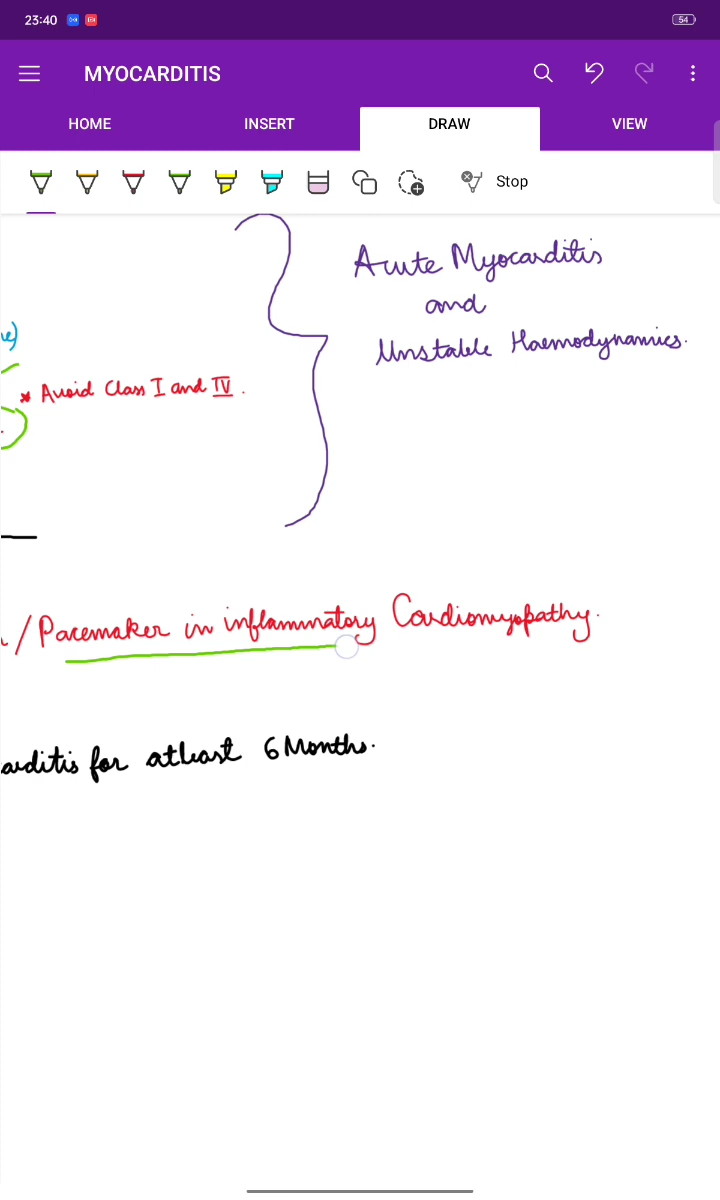 23:40
54
MYOCARDITIS
HOME INSERT DRAW VIEW
Stop
Acute Myocarditis
and
Unstable Haemodynamics.
* Avoid Class I and IV.
/Pacemaker in inflammatory Cardiomyopathy.
arditis for atleast 6 Months.